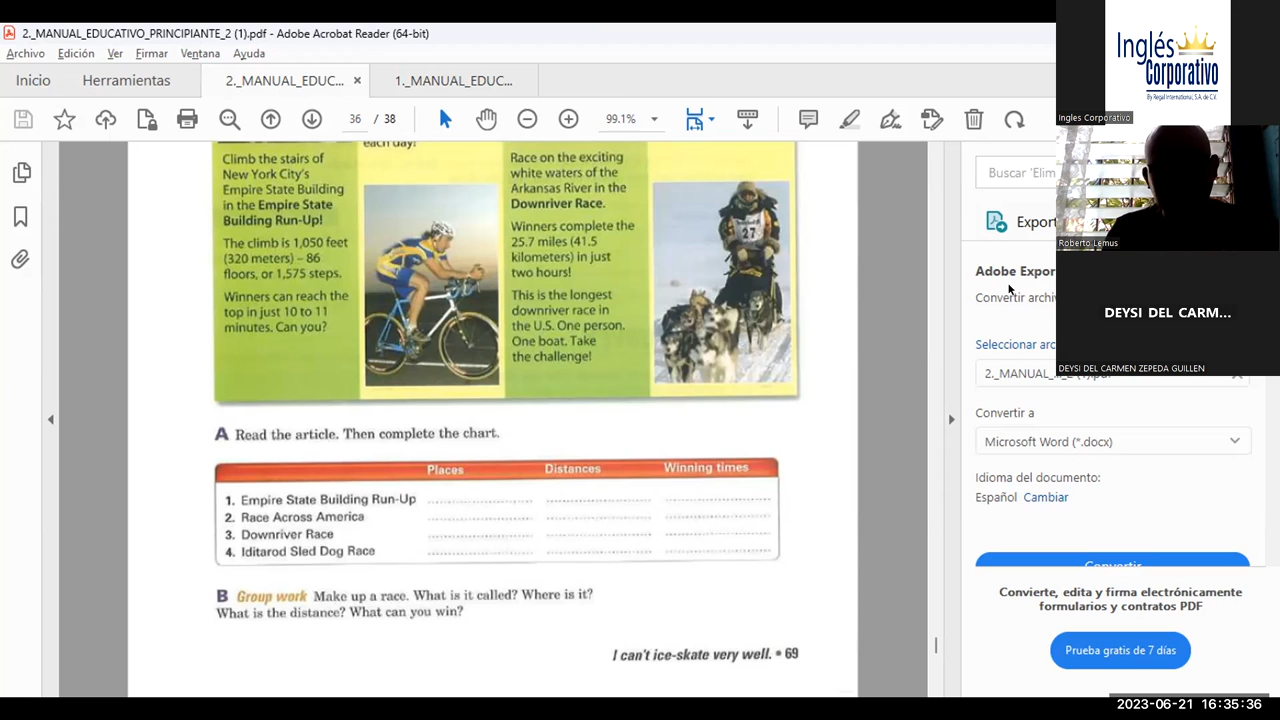 2._MANUAL_EDUCATIVO_PRINCIPIANTE_2 (1).pdf - Adobe Acrobat Reader (64-bit)
Archivo Edición Ver Firmar Ventana Ayuda
Inicio Herramientas 2._MANUAL_EDUC... × 1._MANUAL_EDUC...
36 / 38 99.1%
each day!
Climb the stairs of
New York City's
Empire State Building
in the Empire State
Building Run-Up!
The climb is 1,050 feet
(320 meters) – 86
floors, or 1,575 steps.
Winners can reach the
top in just 10 to 11
minutes. Can you?
Race on the exciting
white waters of the
Arkansas River in the
Downriver Race.
Winners complete the
25.7 miles (41.5
kilometers) in just
two hours!
This is the longest
downriver race in
the U.S. One person.
One boat. Take
the challenge!
27
A Read the article. Then complete the chart.
Places Distances Winning times
1. Empire State Building Run-Up
2. Race Across America
3. Downriver Race
4. Iditarod Sled Dog Race
B Group work Make up a race. What is it called? Where is it?
What is the distance? What can you win?
I can't ice-skate very well. • 69
Buscar 'Elim
Export
Adobe Expor
Convertir archiv
Seleccionar arc
2._MANUAL_... 2 (1).pdf
Convertir a
Microsoft Word (*.docx)
Idioma del documento:
Español Cambiar
Convertir
Convierte, edita y firma electrónicamente
formularios y contratos PDF
Prueba gratis de 7 días
Inglés
Corporativo
By Regal International, S.A. de C.V.
Ingles Corporativo
Roberto Lemus
DEYSI DEL CARM...
DEYSI DEL CARMEN ZEPEDA GUILLEN
2023-06-21 16:35:36